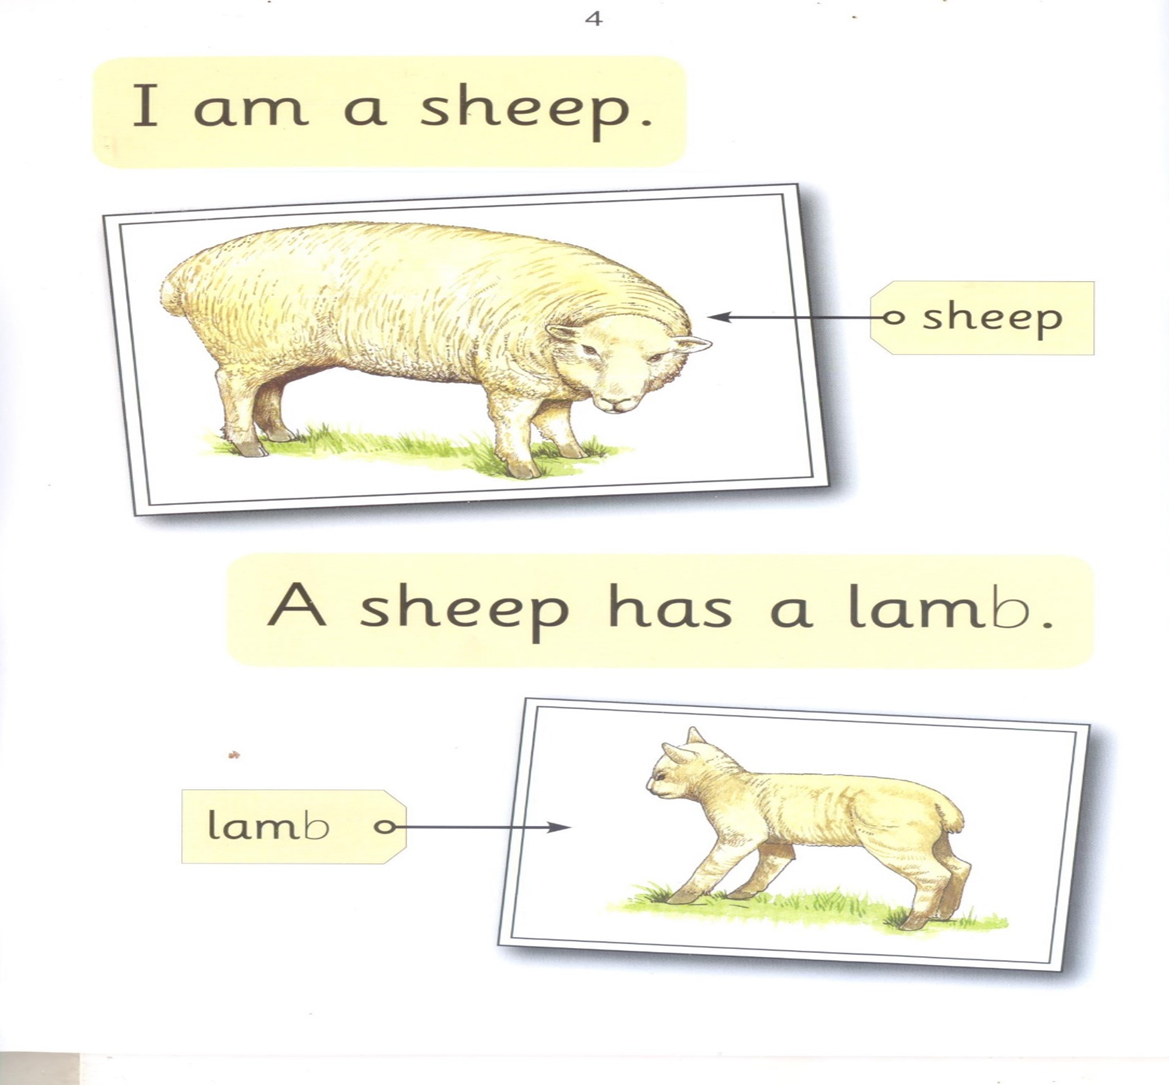 4
I am a sheep.
sheep
A sheep has a lamb.
lamb